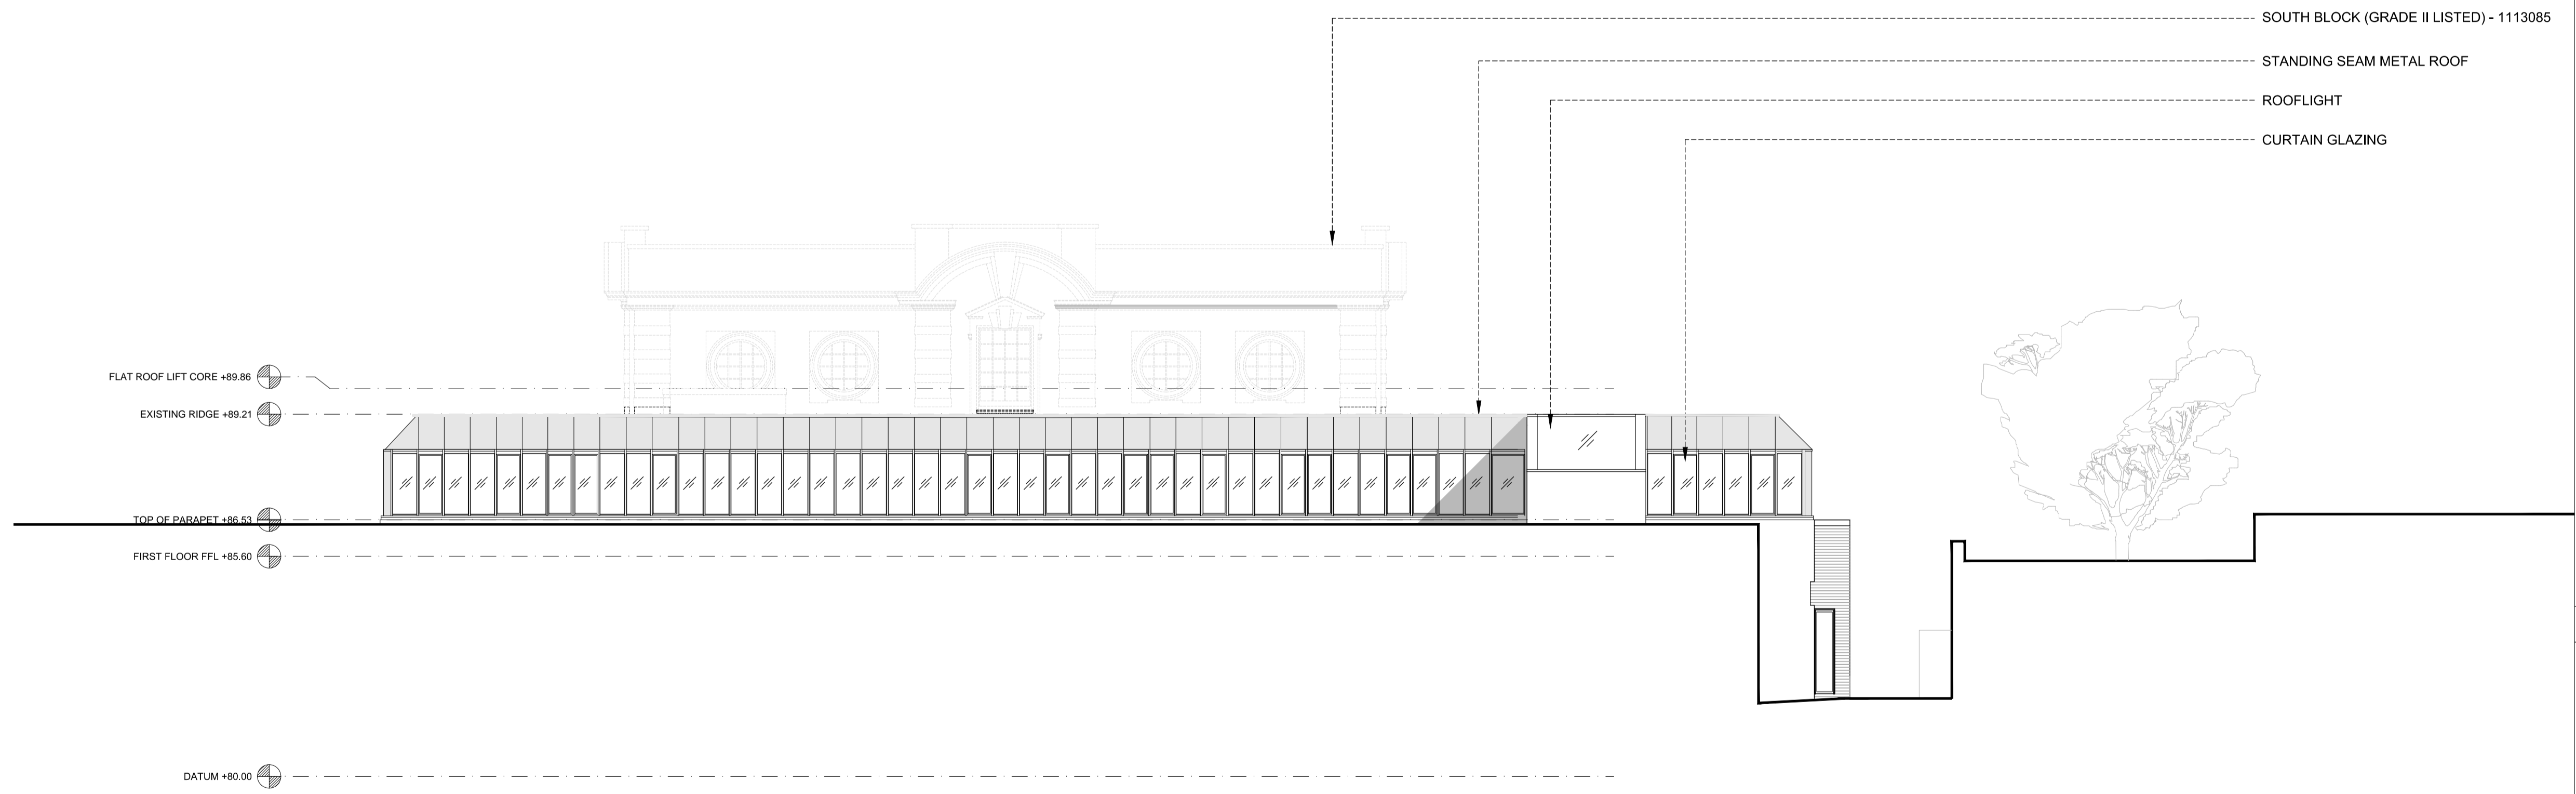 SOUTH BLOCK (GRADE II LISTED) - 1113085
STANDING SEAM METAL ROOF
ROOFLIGHT
CURTAIN GLAZING
FLAT ROOF LIFT CORE +89.86
EXISTING RIDGE +89.21
TOP OF PARAPET +86.53
FIRST FLOOR FFL +85.60
DATUM +80.00